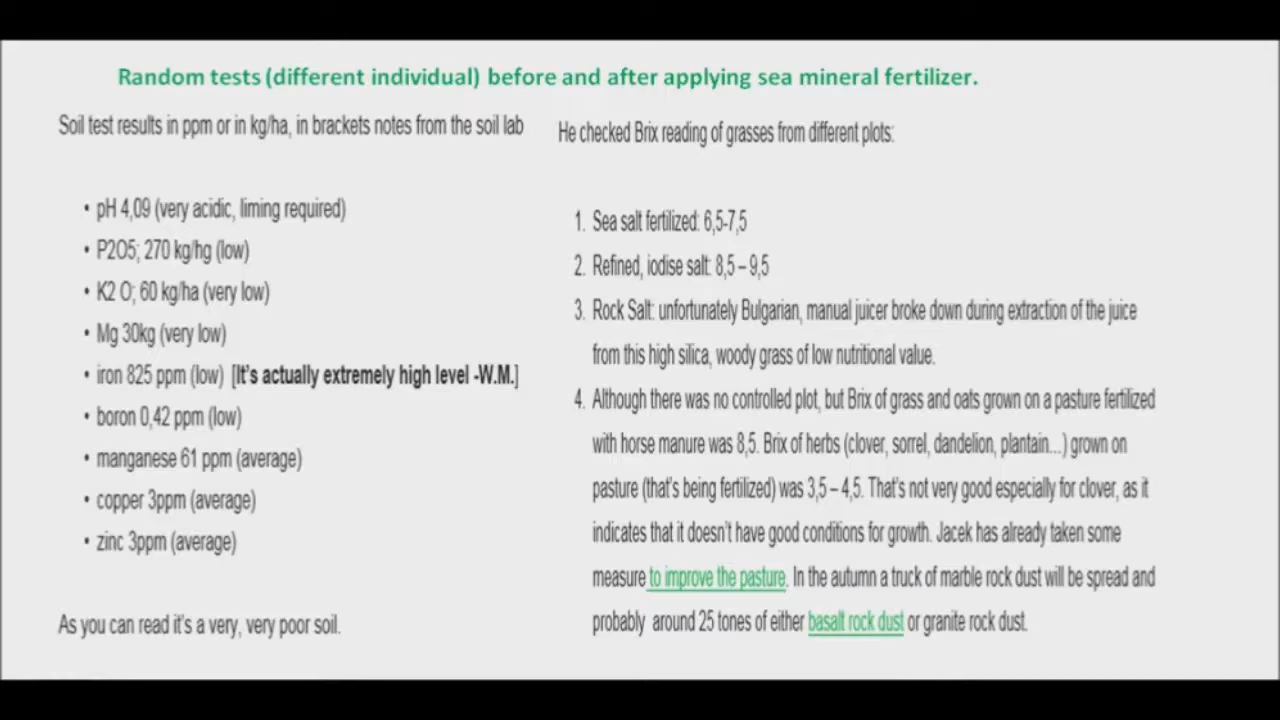 Random tests (different individual) before and after applying sea mineral fertilizer.
Soil test results in ppm or in kg/ha, in brackets notes from the soil lab
• pH 4,09 (very acidic, liming required)
• P2O5; 270 kg/hg (low)
• K2 O; 60 kg/ha (very low)
• Mg 30kg (very low)
• iron 825 ppm (low) [It's actually extremely high level -W.M.]
• boron 0,42 ppm (low)
• manganese 61 ppm (average)
• copper 3ppm (average)
• zinc 3ppm (average)
As you can read it's a very, very poor soil.
He checked Brix reading of grasses from different plots:
1. Sea salt fertilized: 6,5-7,5
2. Refined, iodise salt: 8,5 – 9,5
3. Rock Salt: unfortunately Bulgarian, manual juicer broke down during extraction of the juice
from this high silica, woody grass of low nutritional value.
4. Although there was no controlled plot, but Brix of grass and oats grown on a pasture fertilized
with horse manure was 8,5. Brix of herbs (clover, sorrel, dandelion, plantain...) grown on
pasture (that's being fertilized) was 3,5 – 4,5. That's not very good especially for clover, as it
indicates that it doesn't have good conditions for growth. Jacek has already taken some
measure to improve the pasture. In the autumn a truck of marble rock dust will be spread and
probably around 25 tones of either basalt rock dust or granite rock dust.